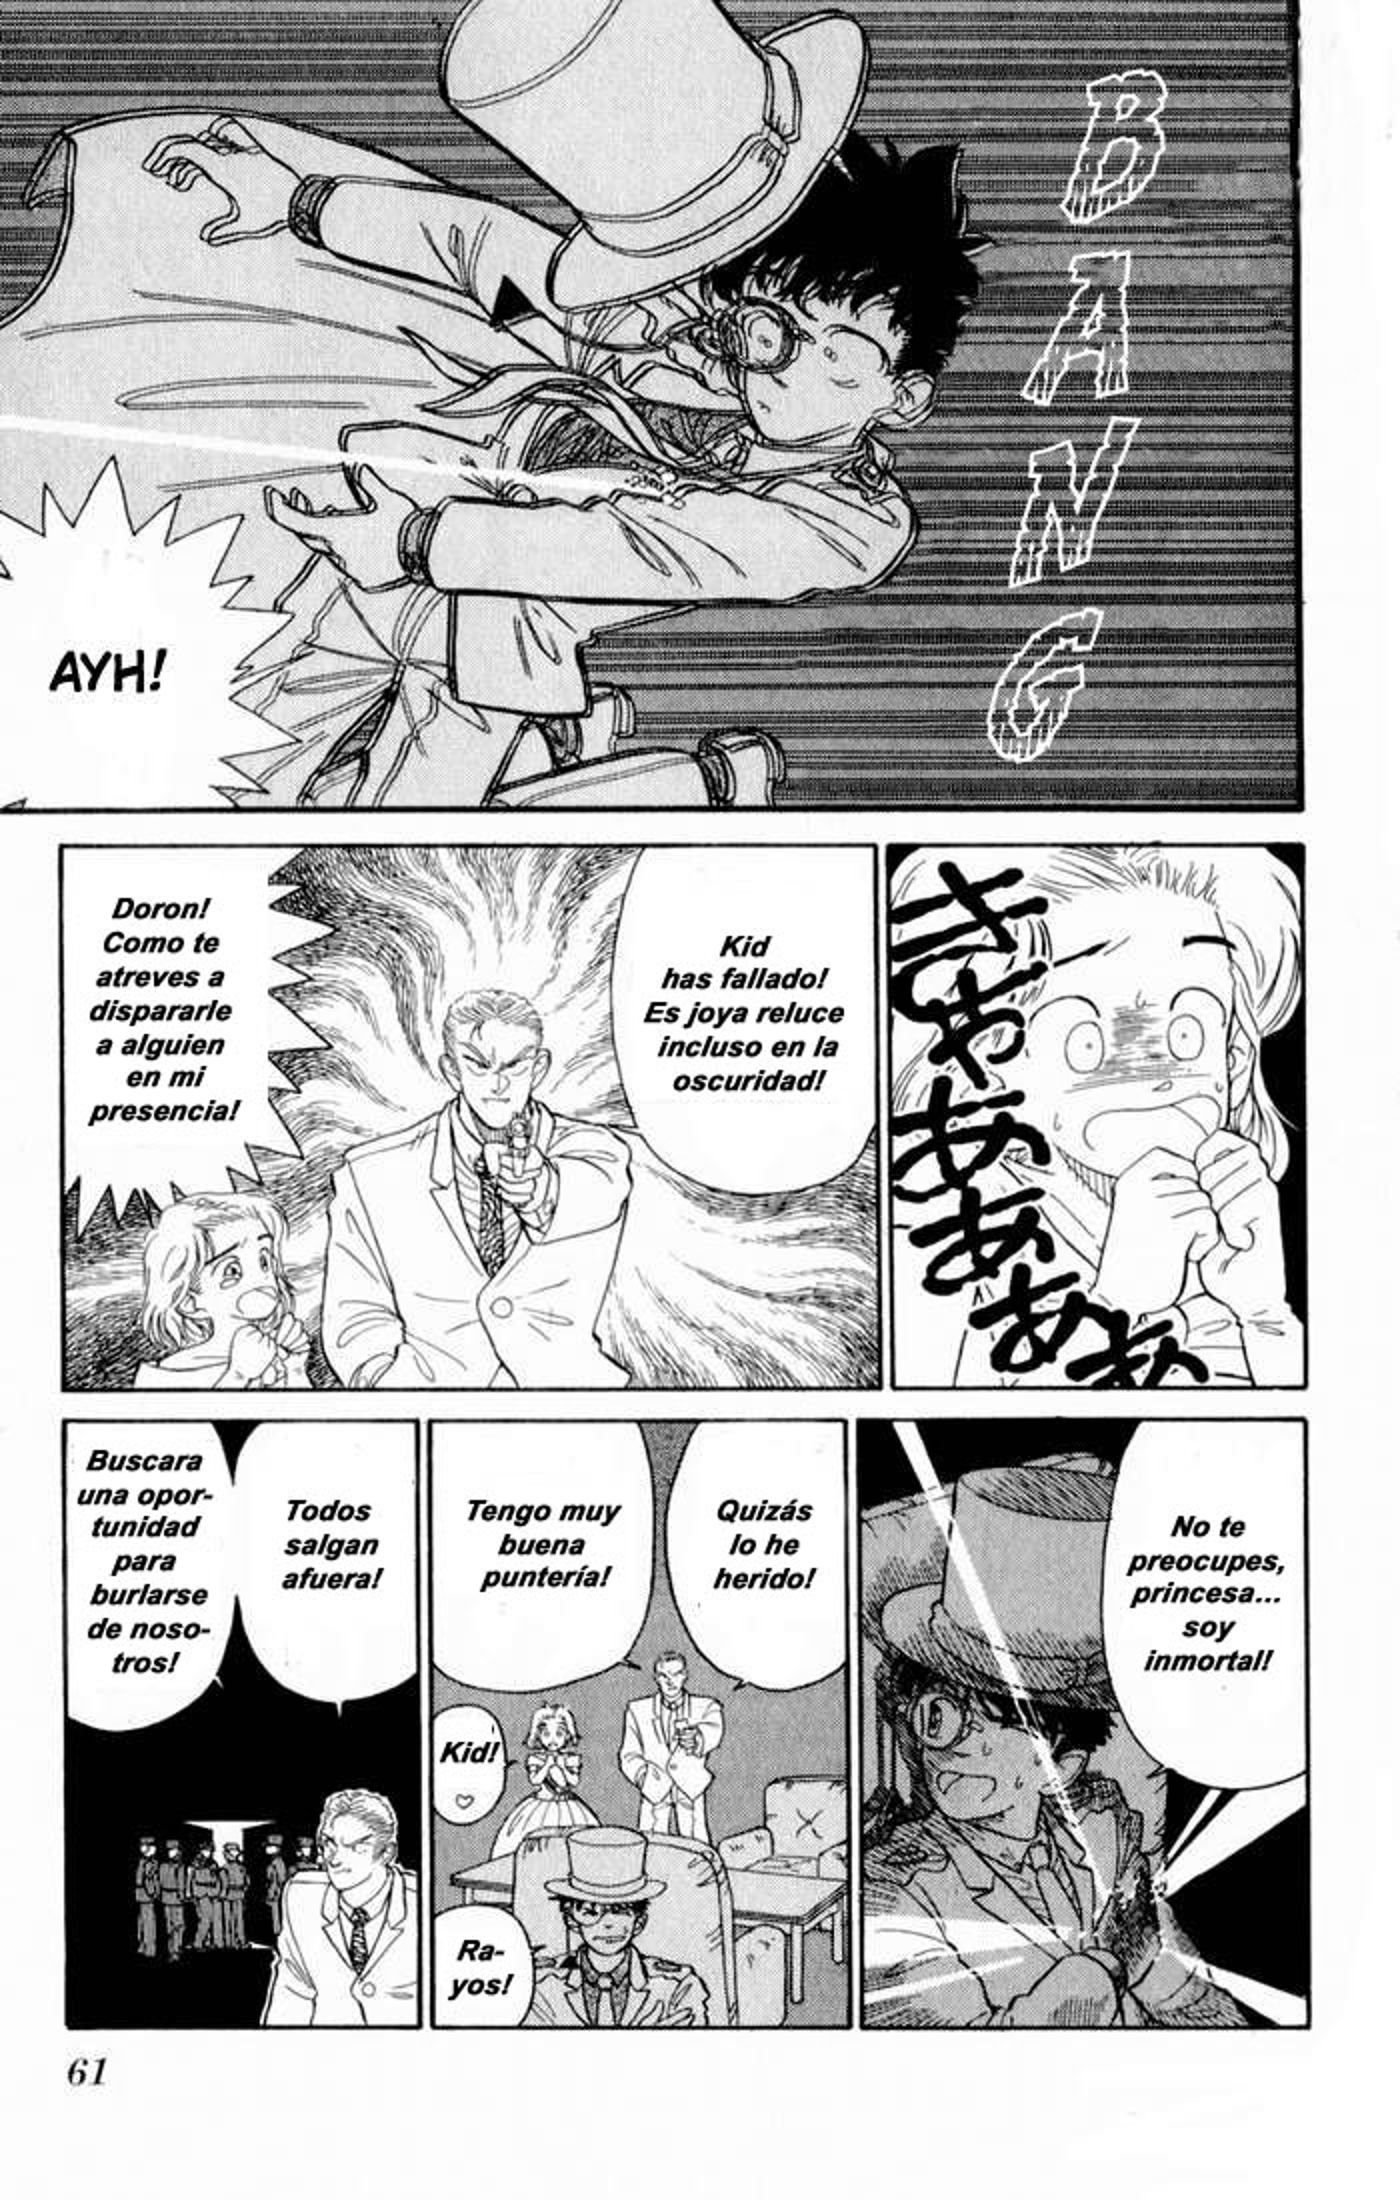 BANG
AYH!
きゃああああ
Kid
has fallado!
Es joya reluce
incluso en la
oscuridad!
Doron!
Como te
atreves a
dispararle
a alguien
en mi
presencia!
No te
preocupes,
princesa...
soy
inmortal!
Quizás
lo he
herido!
Tengo muy
buena
puntería!
Kid!
♡
Ra-
yos!
Todos
salgan
afuera!
Buscara
una opor-
tunidad
para
burlarse
de noso-
tros!
61